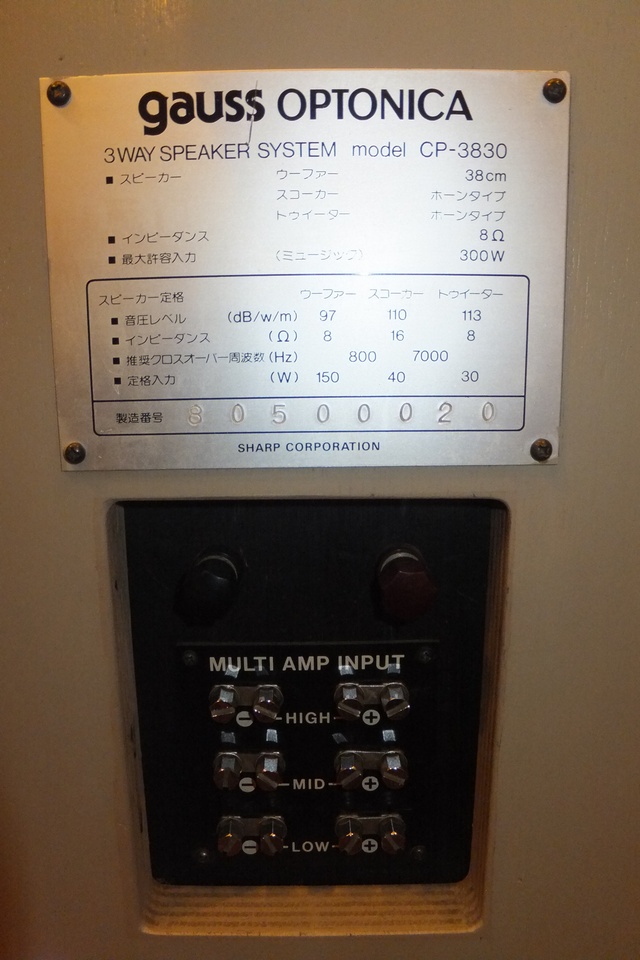 gauss OPTONICA
3WAY SPEAKER SYSTEM model CP-3830
■ スピーカー ウーファー 38cm
スコーカー ホーンタイプ
トゥイーター ホーンタイプ
■ インピーダンス 8Ω
■ 最大許容入力 (ミュージック) 300W
スピーカー定格 ウーファー スコーカー トゥイーター
■ 音圧レベル (dB/w/m) 97 110 113
■ インピーダンス (Ω) 8 16 8
■ 推奨クロスオーバー周波数 (Hz) 800 7000
■ 定格入力 (W) 150 40 30
製造番号 80500020
SHARP CORPORATION
MULTI AMP INPUT
⊖ HIGH ⊕
⊖ MID ⊕
⊖ LOW ⊕